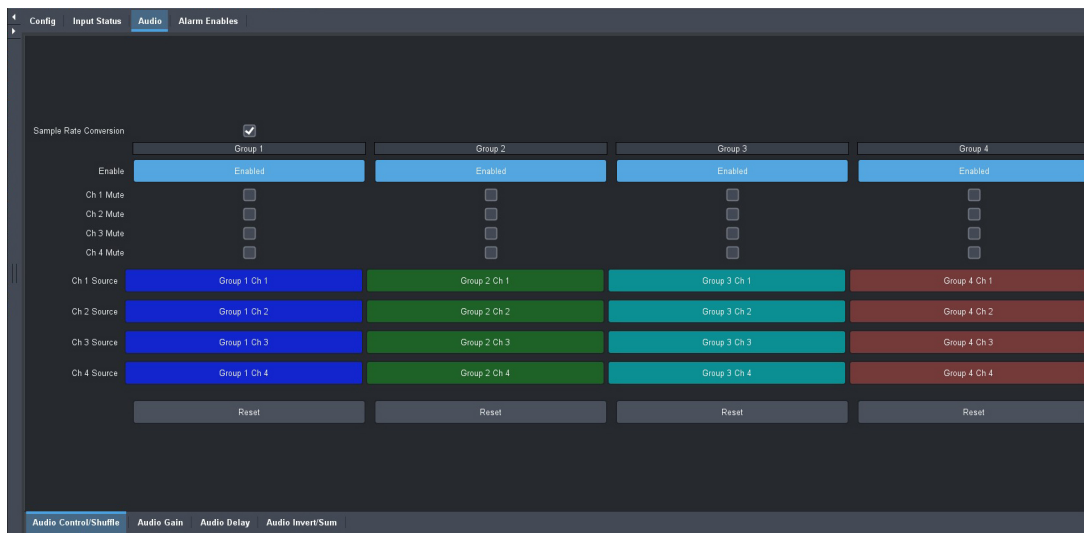 Config Input Status Audio Alarm Enables
Sample Rate Conversion
Group 1 Group 2 Group 3 Group 4
Enable Enabled Enabled Enabled Enabled
Ch 1 Mute
Ch 2 Mute
Ch 3 Mute
Ch 4 Mute
Ch 1 Source Group 1 Ch 1 Group 2 Ch 1 Group 3 Ch 1 Group 4 Ch 1
Ch 2 Source Group 1 Ch 2 Group 2 Ch 2 Group 3 Ch 2 Group 4 Ch 2
Ch 3 Source Group 1 Ch 3 Group 2 Ch 3 Group 3 Ch 3 Group 4 Ch 3
Ch 4 Source Group 1 Ch 4 Group 2 Ch 4 Group 3 Ch 4 Group 4 Ch 4
Reset Reset Reset Reset
Audio Control/Shuffle Audio Gain Audio Delay Audio Invert/Sum